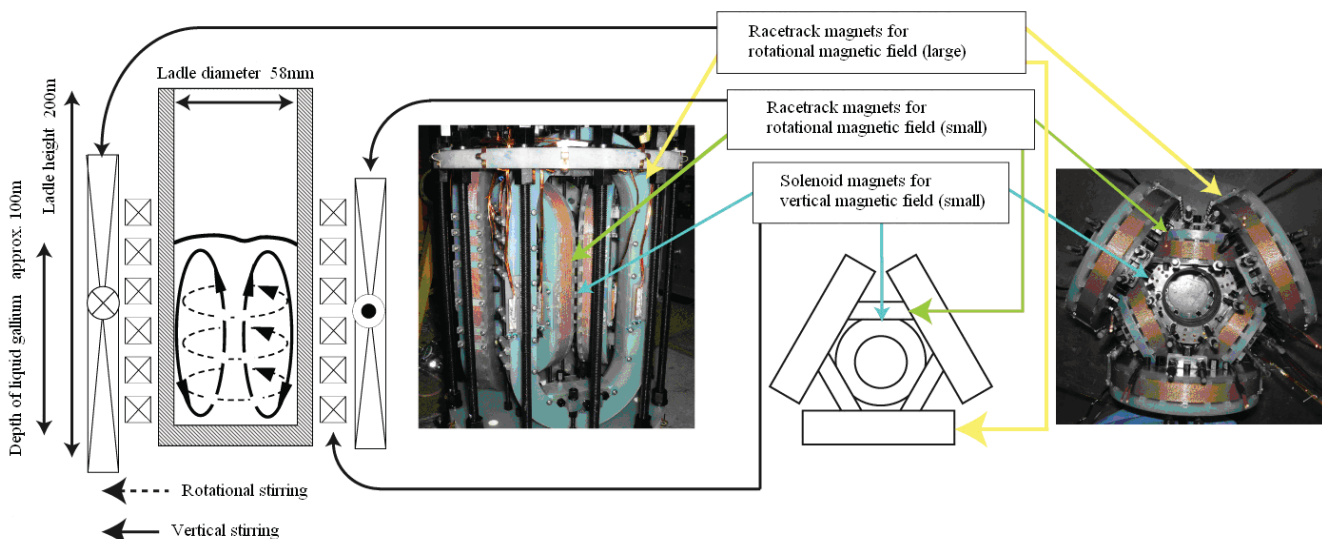 Racetrack magnets for
rotational magnetic field (large)
Ladle diameter 58mm
Racetrack magnets for
rotational magnetic field (small)
Solenoid magnets for
vertical magnetic field (small)
Ladle height 200m
Depth of liquid gallium approx. 100m
Rotational stirring
Vertical stirring